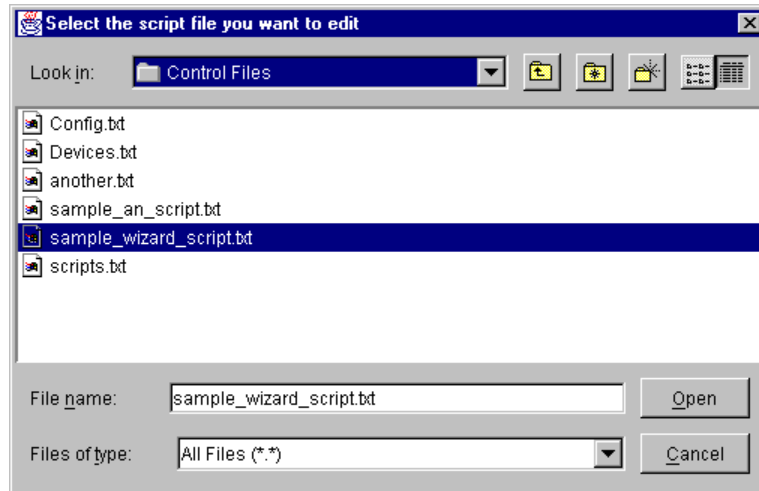 Select the script file you want to edit
Look in: Control Files
Config.txt
Devices.txt
another.txt
sample_an_script.txt
sample_wizard_script.txt
scripts.txt
File name: sample_wizard_script.txt Open
Files of type: All Files (*.*) Cancel